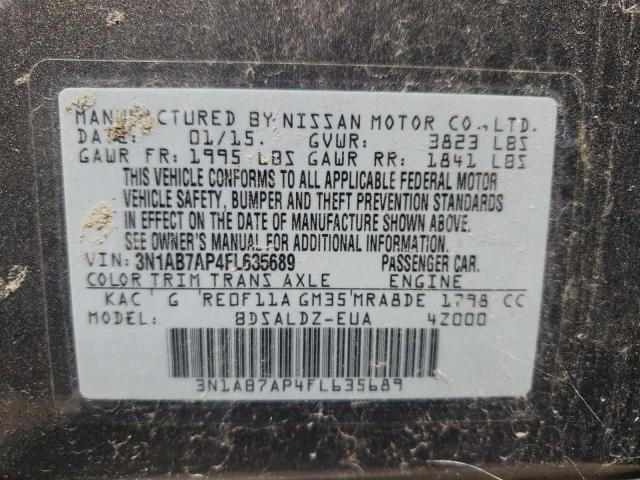 MANUFACTURED BY NISSAN MOTOR CO., LTD.
DATE: 01/15. GVWR: 3823 LBS
GAWR FR: 1995 LBS GAWR RR: 1841 LBS
THIS VEHICLE CONFORMS TO ALL APPLICABLE FEDERAL MOTOR
VEHICLE SAFETY, BUMPER AND THEFT PREVENTION STANDARDS
IN EFFECT ON THE DATE OF MANUFACTURE SHOWN ABOVE.
SEE OWNER'S MANUAL FOR ADDITIONAL INFORMATION.
VIN: 3N1AB7AP4FL635689 PASSENGER CAR.
COLOR TRIM TRANS AXLE ENGINE
KAC G RE0F11A GM35 MRA8DE 1798 CC
MODEL: BDSALDZ-EUA 4Z000
3N1AB7AP4FL635689